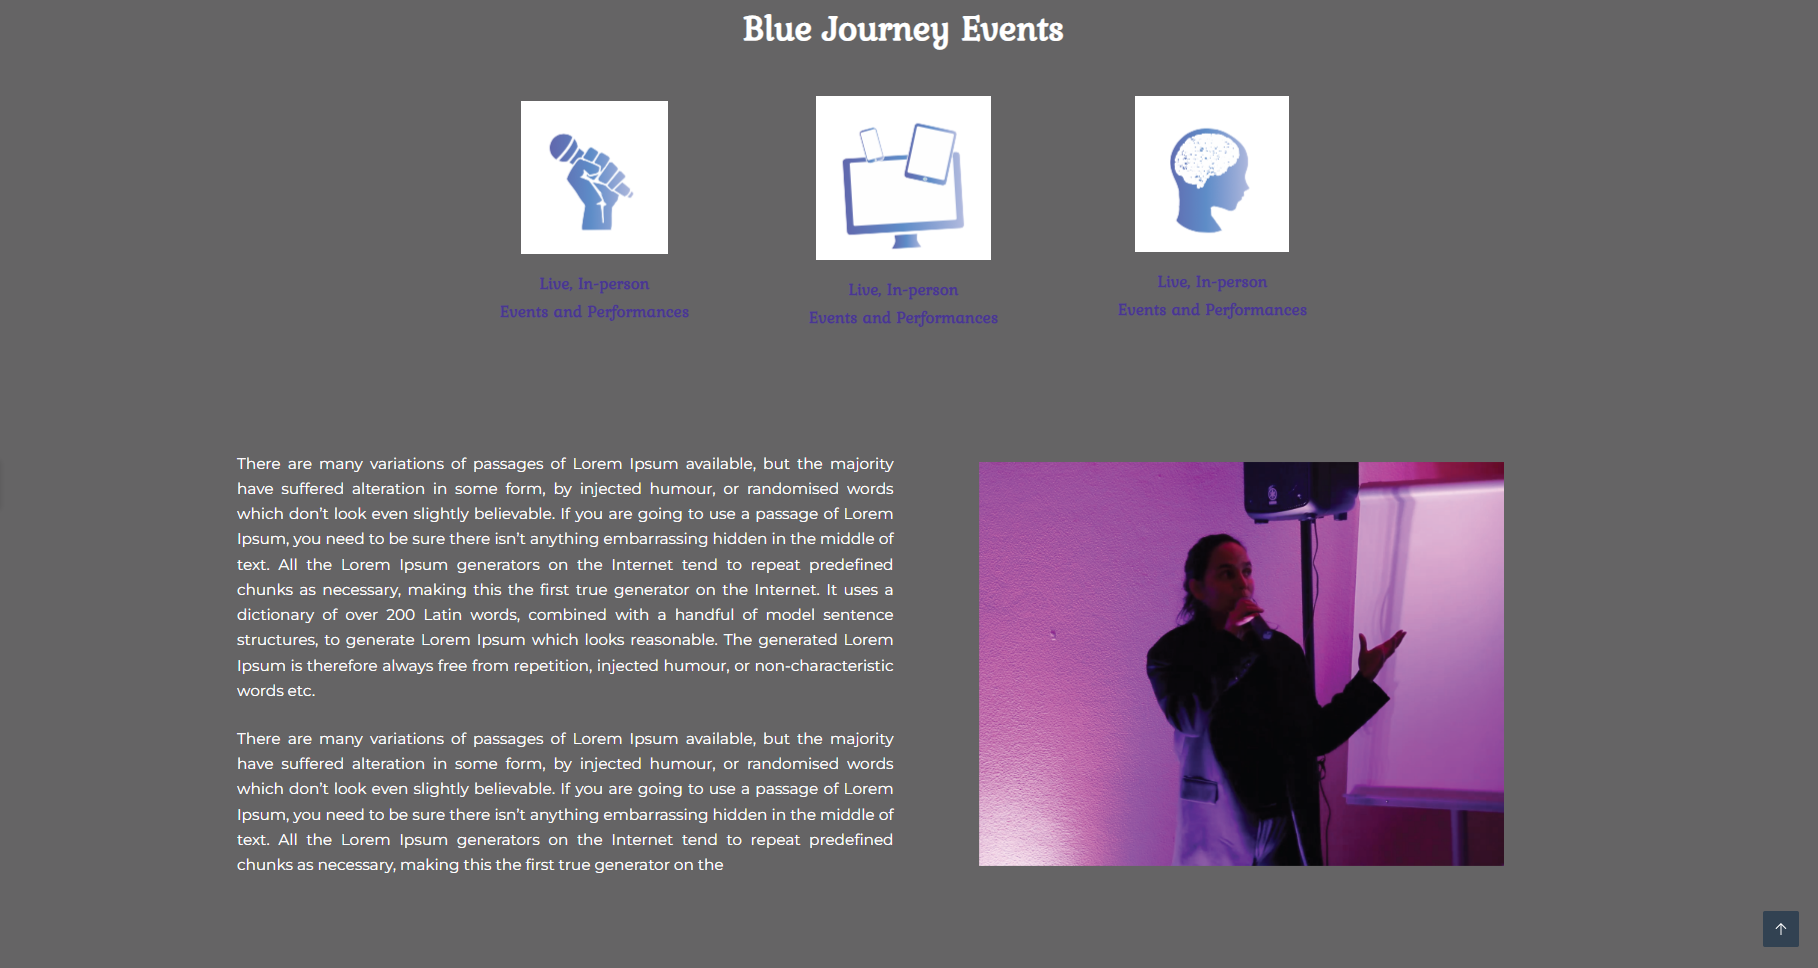 Blue Journey Events
Live, In-person
Events and Performances
Live, In-person
Events and Performances
Live, In-person
Events and Performances
There are many variations of passages of Lorem Ipsum available, but the majority
have suffered alteration in some form, by injected humour, or randomised words
which don’t look even slightly believable. If you are going to use a passage of Lorem
Ipsum, you need to be sure there isn’t anything embarrassing hidden in the middle of
text. All the Lorem Ipsum generators on the Internet tend to repeat predefined
chunks as necessary, making this the first true generator on the Internet. It uses a
dictionary of over 200 Latin words, combined with a handful of model sentence
structures, to generate Lorem Ipsum which looks reasonable. The generated Lorem
Ipsum is therefore always free from repetition, injected humour, or non-characteristic
words etc.
There are many variations of passages of Lorem Ipsum available, but the majority
have suffered alteration in some form, by injected humour, or randomised words
which don’t look even slightly believable. If you are going to use a passage of Lorem
Ipsum, you need to be sure there isn’t anything embarrassing hidden in the middle of
text. All the Lorem Ipsum generators on the Internet tend to repeat predefined
chunks as necessary, making this the first true generator on the